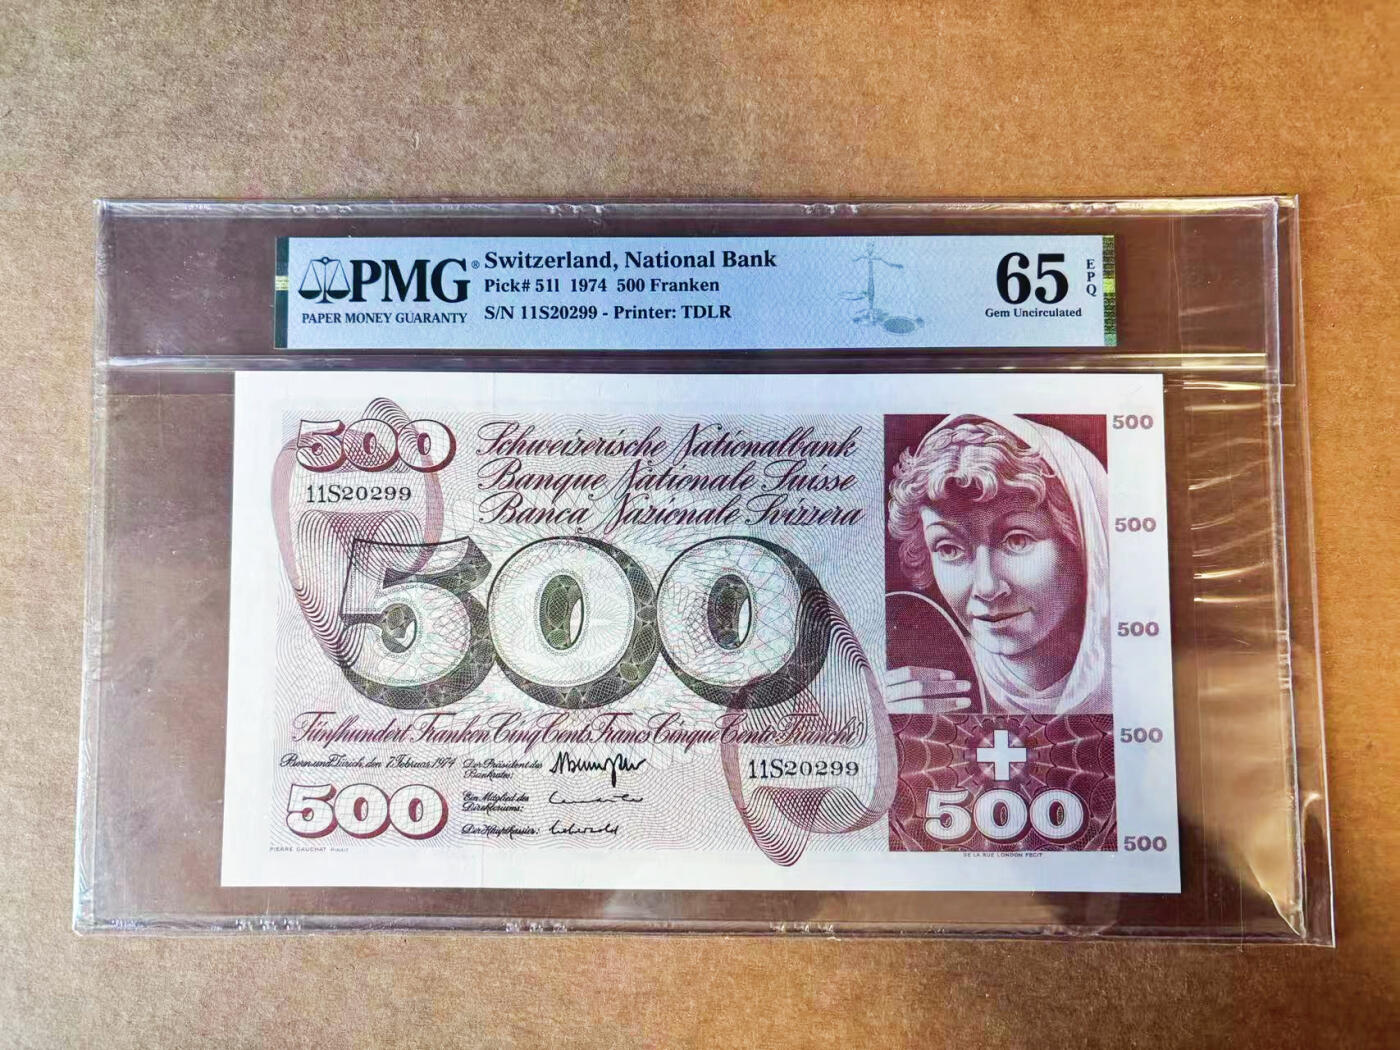 PMG®
PAPER MONEY GUARANTY
Switzerland, National Bank
Pick# 51l 1974 500 Franken
S/N 11S20299 - Printer: TDLR
65
EPQ
Gem Uncirculated
500
11S20299
Schweizerische Nationalbank
Banque Nationale Suisse
Banca Nazionale Svizzera
500
Fünfhundert Franken Cinq Cents Francs Cinque Cento Franchi
Bern und Zürich, den 7. Februar 1974
Der Präsident des
Bankrates:
Ein Mitglied des
Direktoriums:
Der Hauptkassier:
11S20299
500
PIERRE GAUCHAT
500
500
500
500
500
500
DE LA RUE LONDON FECIT